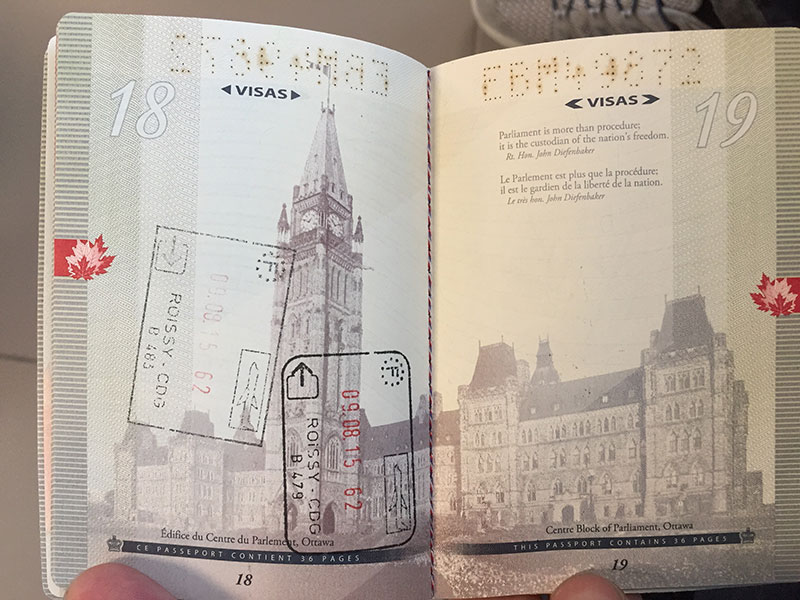 18
VISAS
F
09.08.15 62
ROISSY-CDG
B 483
F
09.08 15 62
ROISSY-CDG
B 479
Édifice du Centre du Parlement, Ottawa
CE PASSEPORT CONTIENT 36 PAGES
18
VISAS
19
Parliament is more than procedure;
it is the custodian of the nation's freedom.
Rt. Hon. John Diefenbaker
Le Parlement est plus que la procédure;
il est le gardien de la liberté de la nation.
Le très hon. John Diefenbaker
Centre Block of Parliament, Ottawa
THIS PASSPORT CONTAINS 36 PAGES
19